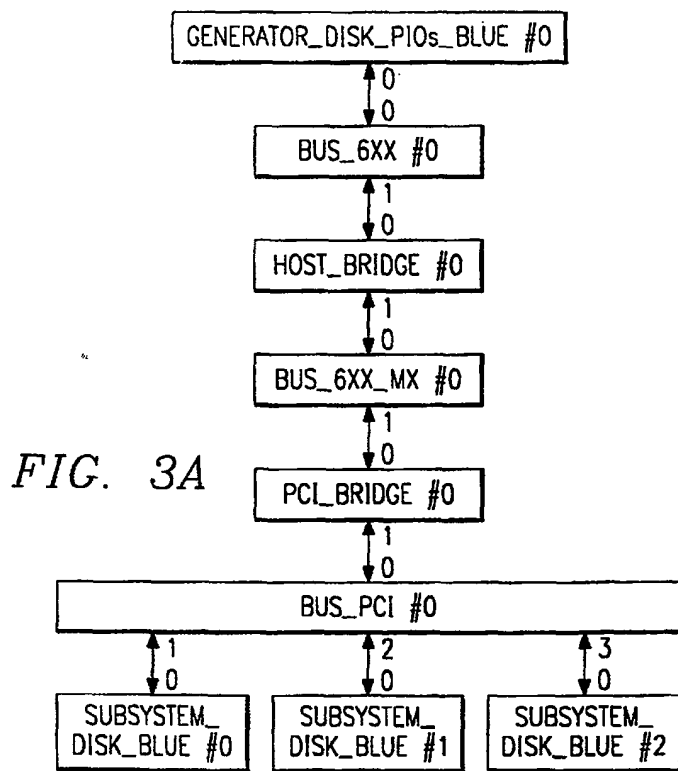 GENERATOR_DISK_PIOs_BLUE #0
0
0
BUS_6XX #0
1
0
HOST_BRIDGE #0
1
0
BUS_6XX_MX #0
1
0
FIG. 3A
PCI_BRIDGE #0
1
0
BUS_PCI #0
1 2 3
0 0 0
SUBSYSTEM_ SUBSYSTEM_ SUBSYSTEM_
DISK_BLUE #0 DISK_BLUE #1 DISK_BLUE #2